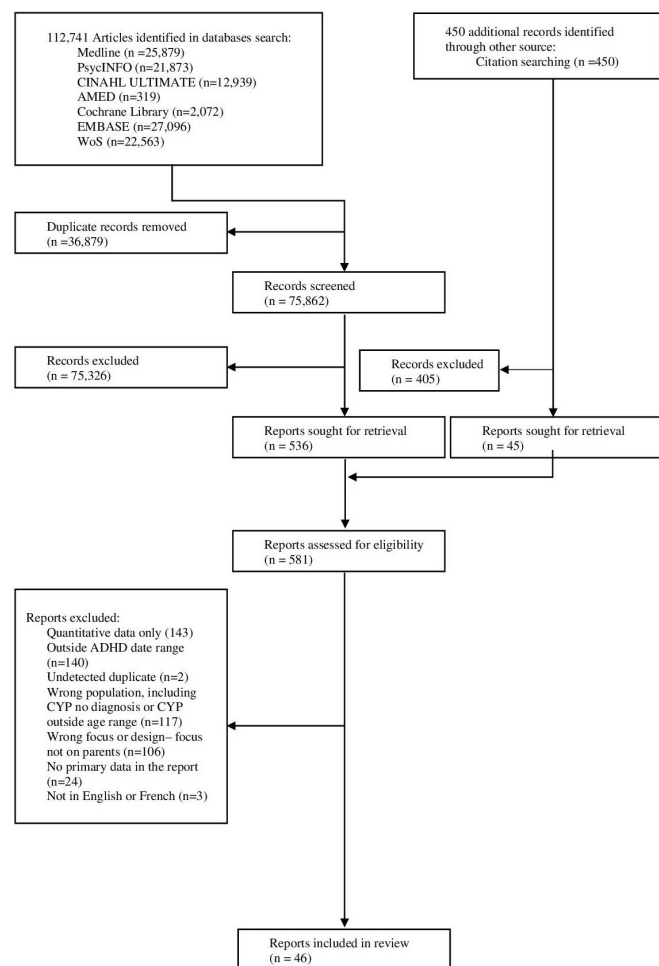 112,741 Articles identified in databases search:
Medline (n =25,879)
PsycINFO (n=21,873)
CINAHL ULTIMATE (n=12,939)
AMED (n=319)
Cochrane Library (n=2,072)
EMBASE (n=27,096)
WoS (n=22,563)
450 additional records identified
through other source:
Citation searching (n =450)
Duplicate records removed
(n =36,879)
Records screened
(n = 75,862)
Records excluded
(n = 75,326)
Records excluded
(n = 405)
Reports sought for retrieval
(n = 536)
Reports sought for retrieval
(n = 45)
Reports assessed for eligibility
(n = 581)
Reports excluded:
Quantitative data only (143)
Outside ADHD date range
(n=140)
Undetected duplicate (n=2)
Wrong population, including
CYP no diagnosis or CYP
outside age range (n=117)
Wrong focus or design– focus
not on parents (n=106)
No primary data in the report
(n=24)
Not in English or French (n=3)
Reports included in review
(n = 46)